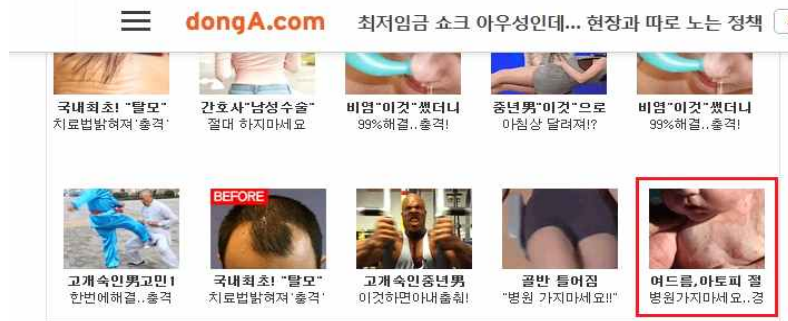 dongA.com 최저임금 쇼크 아우성인데... 현장과 따로 노는 정책
국내최초! "탈모" 간호사"남성수술" 비염"이것"썼더니 중년男"이것"으로 비염"이것"썼더니
치료법밝혀져'충격' 절대 하지마세요 99%해결..충격! 아침상 달려져!? 99%해결..충격!
BEFORE
고개숙인男고민1 국내최초! "탈모" 고개숙인중년男 골반 틀어짐 여드름,아토피 절
한번에해결..충격 치료법밝혀져'충격' 이것하면아내춤춰! "병원 가지마세요!!" 병원가지마세요..경